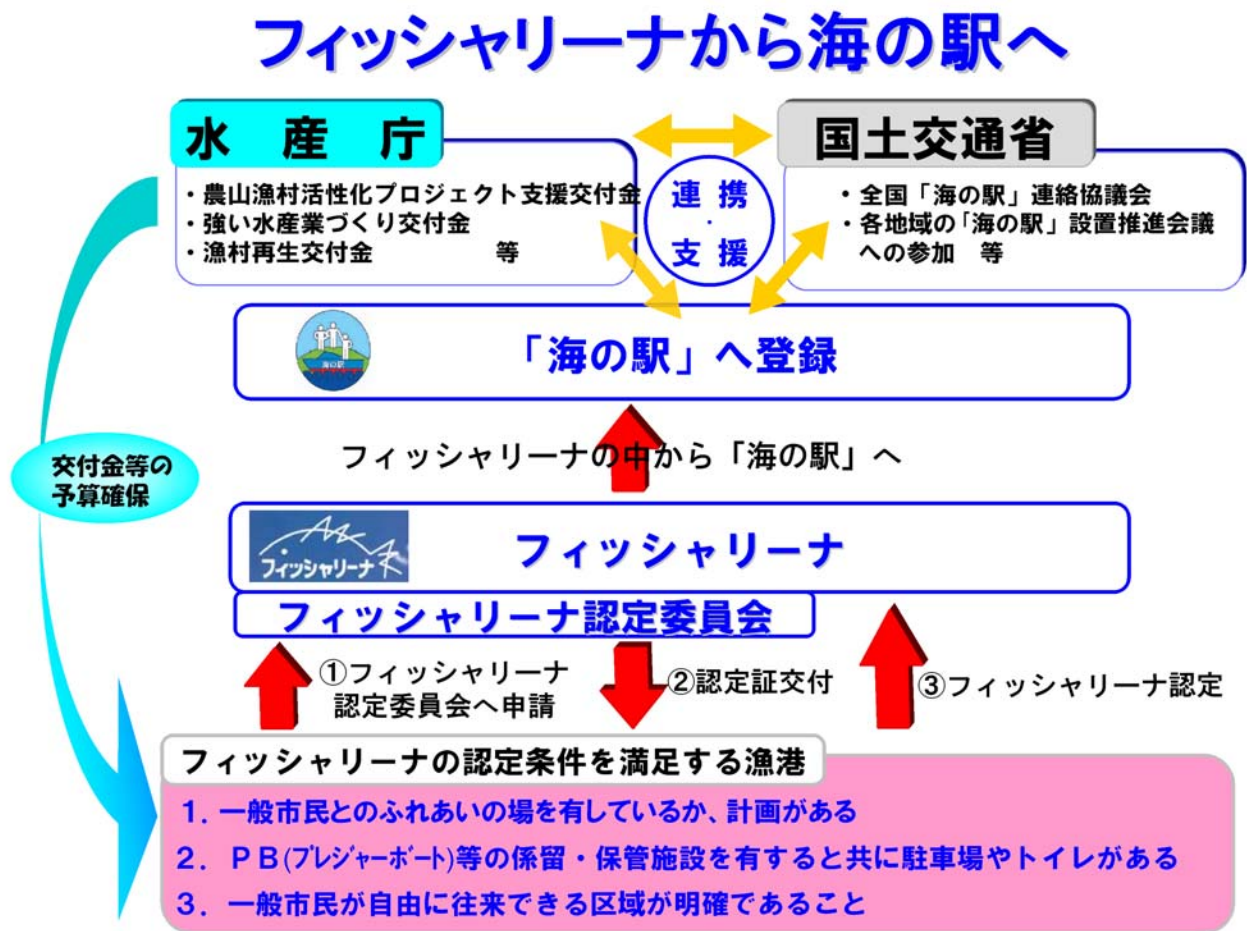 フィッシャリーナから海の駅へ
水 産 庁
・農山漁村活性化プロジェクト支援交付金
・強い水産業づくり交付金
・漁村再生交付金 等
連 携
・
支 援
国土交通省
・全国「海の駅」連絡協議会
・各地域の「海の駅」設置推進会議
への参加 等
海の駅
「海の駅」へ登録
フィッシャリーナの中から「海の駅」へ
交付金等の
予算確保
フィッシャリーナ
フィッシャリーナ
フィッシャリーナ認定委員会
①フィッシャリーナ
認定委員会へ申請
②認定証交付
③フィッシャリーナ認定
フィッシャリーナの認定条件を満足する漁港
1. 一般市民とのふれあいの場を有しているか、計画がある
2. PB(プレジャーボート)等の係留・保管施設を有すると共に駐車場やトイレがある
3. 一般市民が自由に往来できる区域が明確であること